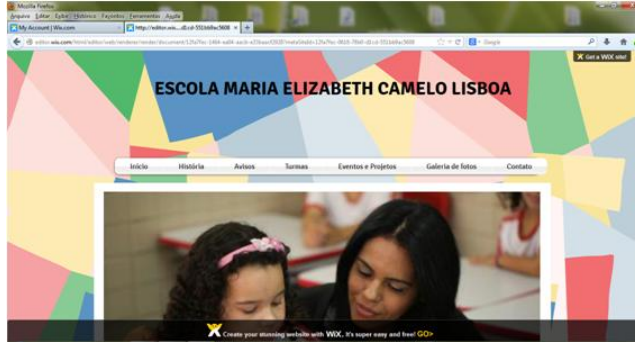 Mozilla Firefox
Arquivo Editar Exibir Histórico Favoritos Ferramentas Ajuda
My Account | Wix.com
Google
Get a WIX site!
ESCOLA MARIA ELIZABETH CAMELO LISBOA
Início História Avisos Turmas Eventos e Projetos Galeria de fotos Contato
WiX Create your stunning website with WiX. It's super easy and free! GO>